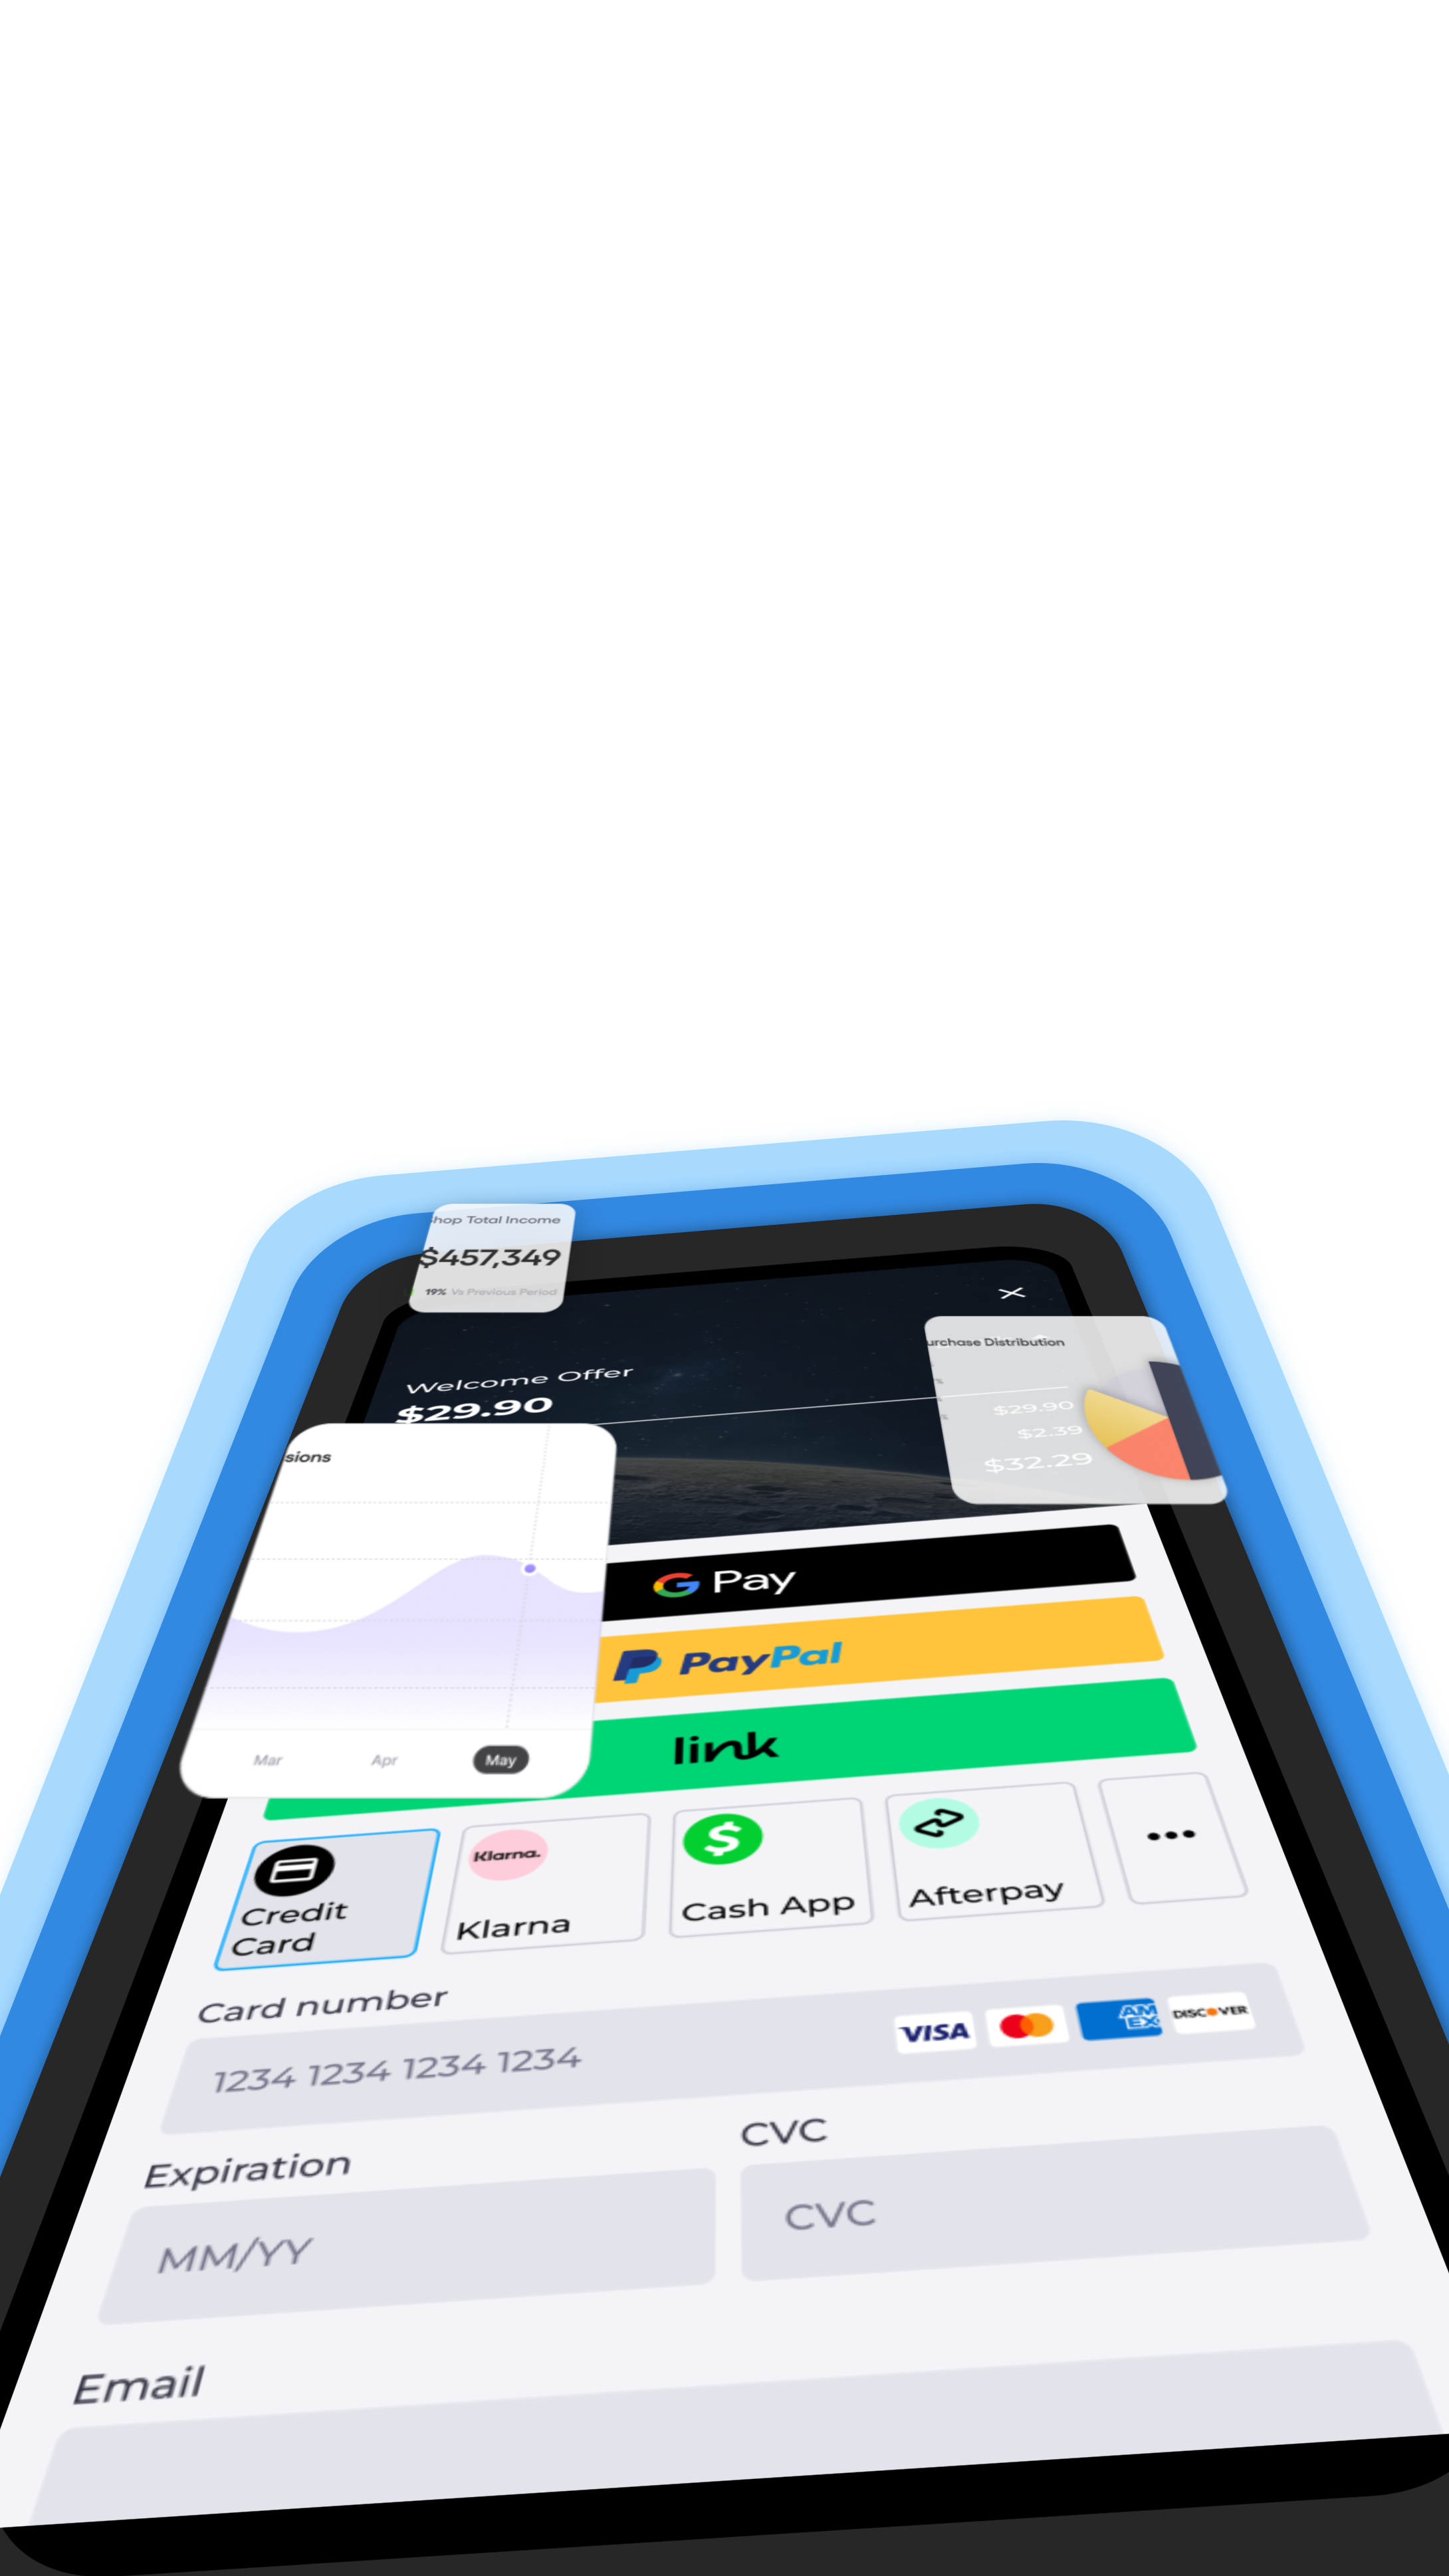 hop Total Income
$457,349
19% Vs Previous Period
Welcome Offer
$29.90
urchase Distribution
$29.90
$2.39
$32.29
sions
Mar Apr May
G Pay
PayPal
link
Credit
Card
Klarna.
Klarna
Cash App
Afterpay
Card number
1234 1234 1234 1234
VISA
AM
EX
DISCOVER
Expiration
MM/YY
CVC
CVC
Email